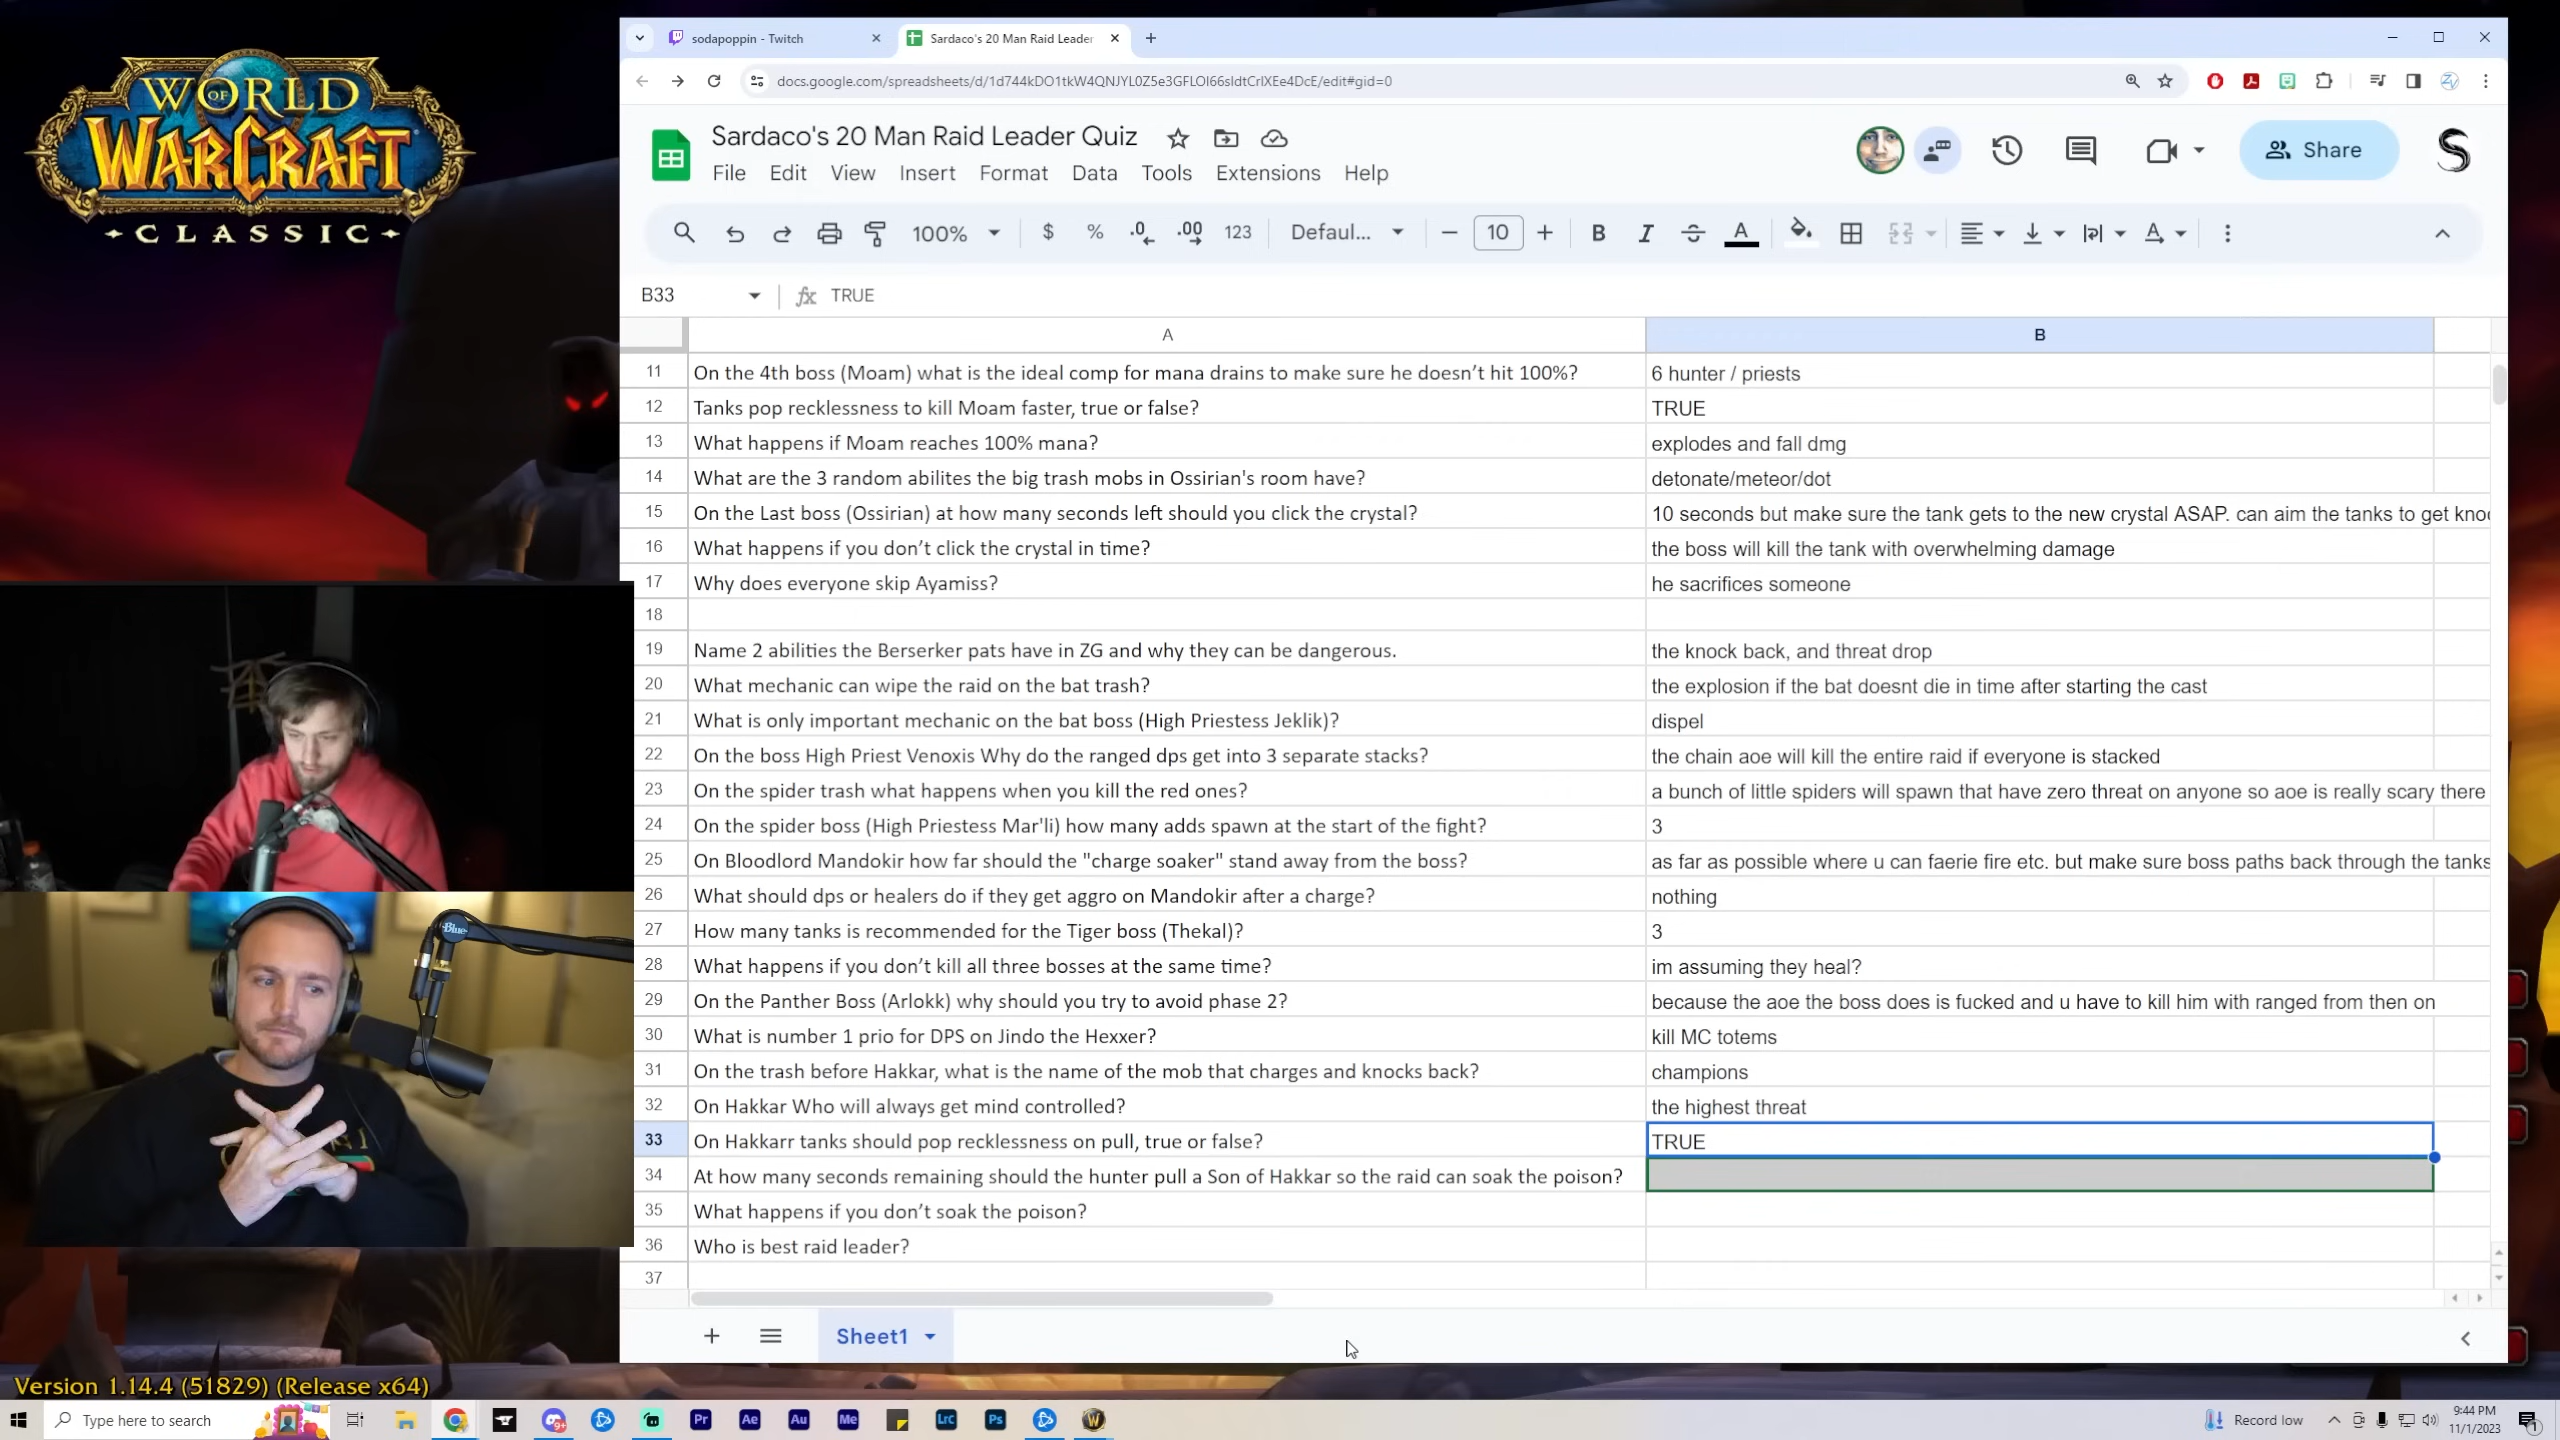 WORLD
OF
WARCRAFT
CLASSIC
sodapoppin - Twitch
Sardaco's 20 Man Raid Leader
docs.google.com/spreadsheets/d/1d744kDO1tkW4QNJYL0Z5e3GFLOl66sldtCrlXEe4DcE/edit#gid=0
Sardaco's 20 Man Raid Leader Quiz
File Edit View Insert Format Data Tools Extensions Help
Share
100% $ % .0 .00 123 Defaul... 10 B I A
B33 fx TRUE
A B
11 On the 4th boss (Moam) what is the ideal comp for mana drains to make sure he doesn't hit 100%? 6 hunter / priests
12 Tanks pop recklessness to kill Moam faster, true or false? TRUE
13 What happens if Moam reaches 100% mana? explodes and fall dmg
14 What are the 3 random abilites the big trash mobs in Ossirian's room have? detonate/meteor/dot
15 On the Last boss (Ossirian) at how many seconds left should you click the crystal? 10 seconds but make sure the tank gets to the new crystal ASAP. can aim the tanks to get kno
16 What happens if you don't click the crystal in time? the boss will kill the tank with overwhelming damage
17 Why does everyone skip Ayamiss? he sacrifices someone
18
19 Name 2 abilities the Berserker pats have in ZG and why they can be dangerous. the knock back, and threat drop
20 What mechanic can wipe the raid on the bat trash? the explosion if the bat doesnt die in time after starting the cast
21 What is only important mechanic on the bat boss (High Priestess Jeklik)? dispel
22 On the boss High Priest Venoxis Why do the ranged dps get into 3 separate stacks? the chain aoe will kill the entire raid if everyone is stacked
23 On the spider trash what happens when you kill the red ones? a bunch of little spiders will spawn that have zero threat on anyone so aoe is really scary there
24 On the spider boss (High Priestess Mar'li) how many adds spawn at the start of the fight? 3
25 On Bloodlord Mandokir how far should the "charge soaker" stand away from the boss? as far as possible where u can faerie fire etc. but make sure boss paths back through the tanks
26 What should dps or healers do if they get aggro on Mandokir after a charge? nothing
27 How many tanks is recommended for the Tiger boss (Thekal)? 3
28 What happens if you don't kill all three bosses at the same time? im assuming they heal?
29 On the Panther Boss (Arlokk) why should you try to avoid phase 2? because the aoe the boss does is fucked and u have to kill him with ranged from then on
30 What is number 1 prio for DPS on Jindo the Hexxer? kill MC totems
31 On the trash before Hakkar, what is the name of the mob that charges and knocks back? champions
32 On Hakkar Who will always get mind controlled? the highest threat
33 On Hakkarr tanks should pop recklessness on pull, true or false? TRUE
34 At how many seconds remaining should the hunter pull a Son of Hakkar so the raid can soak the poison?
35 What happens if you don't soak the poison?
36 Who is best raid leader?
37
Sheet1
Blue
Version 1.14.4 (51829) (Release x64)
Type here to search
9+ Pr Ae Au Me LrC Ps W
Record low
9:44 PM
11/1/2023
1